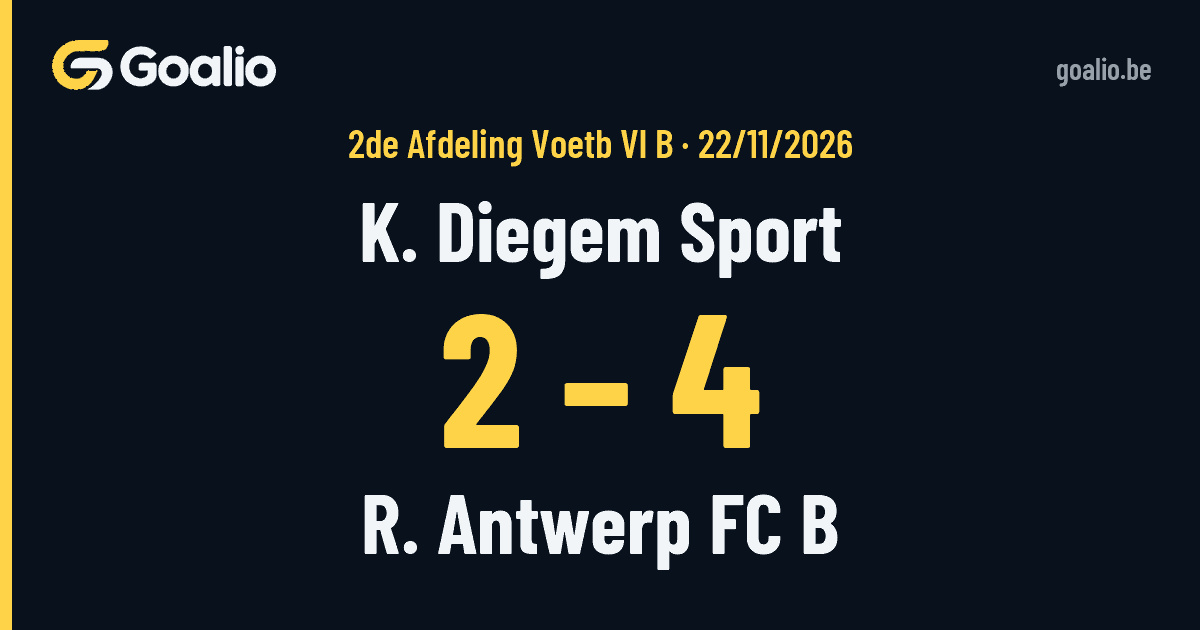 Goalio
goalio.be
2de Afdeling Voetb Vl B · 22/11/2026
K. Diegem Sport
2 – 4
R. Antwerp FC B